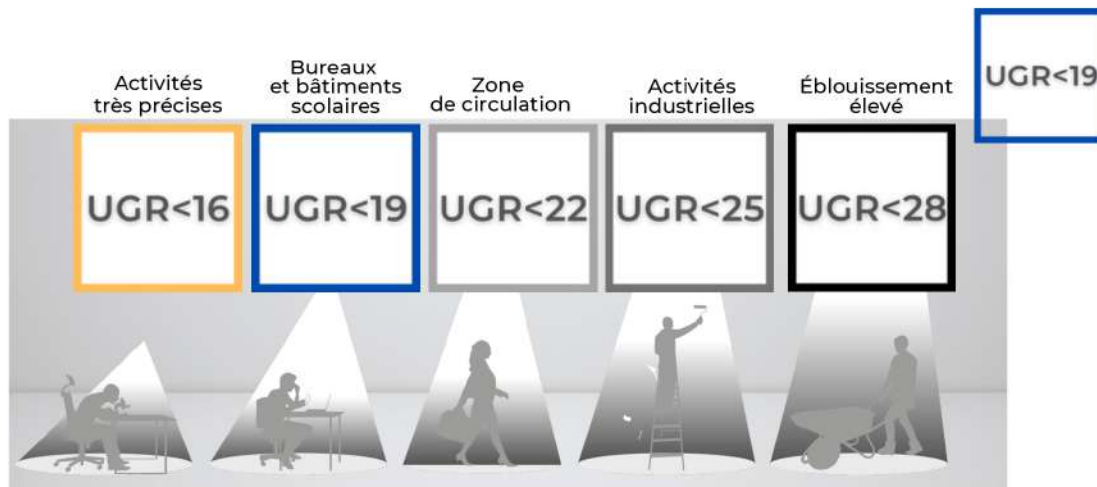 Activités
très précises
Bureaux
et bâtiments
scolaires
Zone
de circulation
Activités
industrielles
Éblouissement
élevé
UGR<19
UGR<16
UGR<19
UGR<22
UGR<25
UGR<28